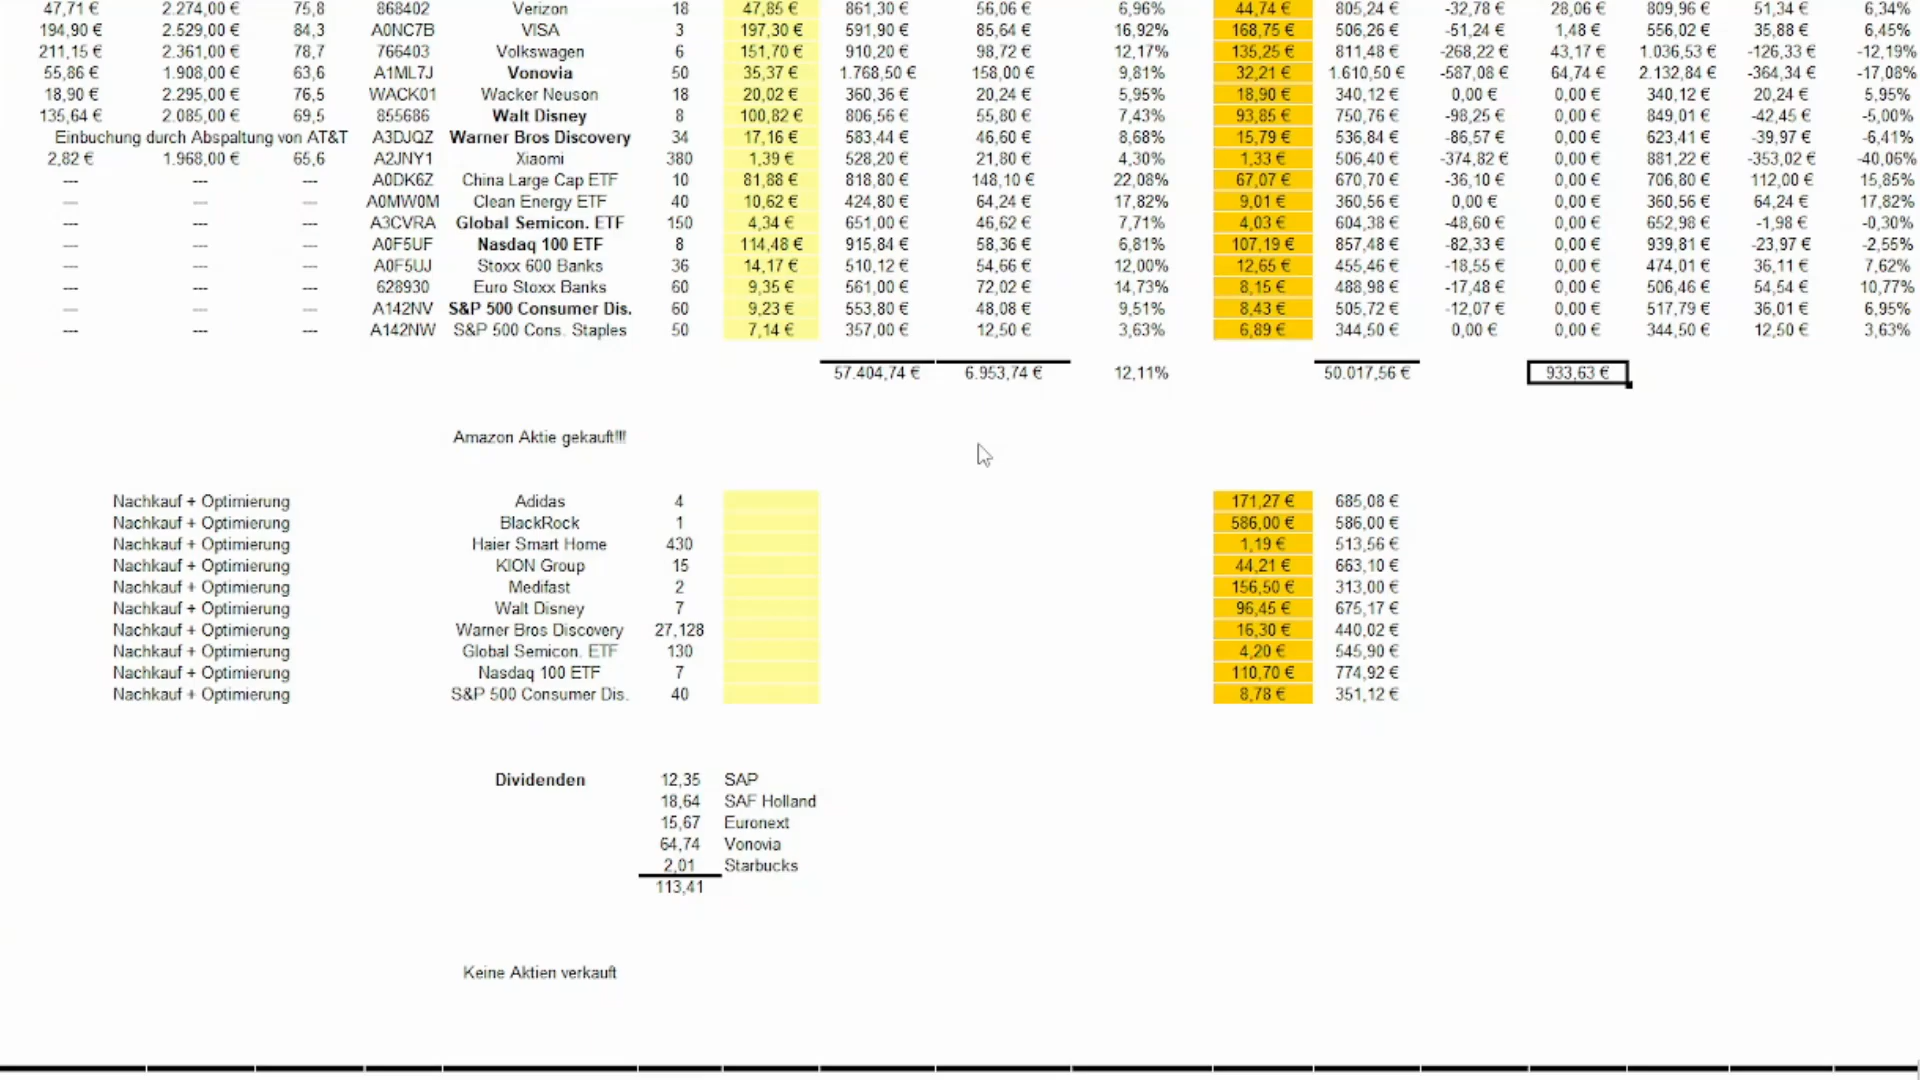 47,71 € 2.274,00 € 75,8 868402 Verizon 18 47,85 € 861,30 € 56,06 € 6,96% 44,74 € 805,24 € -32,78 € 28,06 € 809,96 € 51,34 € 6,34%
194,90 € 2.529,00 € 84,3 A0NC7B VISA 3 197,30 € 591,90 € 85,64 € 16,92% 168,75 € 506,26 € -51,24 € 1,48 € 556,02 € 35,88 € 6,45%
211,15 € 2.361,00 € 78,7 766403 Volkswagen 6 151,70 € 910,20 € 98,72 € 12,17% 135,25 € 811,48 € -268,22 € 43,17 € 1.036,53 € -126,33 € -12,19%
55,86 € 1.908,00 € 63,6 A1ML7J Vonovia 50 35,37 € 1.768,50 € 158,00 € 9,81% 32,21 € 1.610,50 € -587,08 € 64,74 € 2.132,84 € -364,34 € -17,08%
18,90 € 2.295,00 € 76,5 WACK01 Wacker Neuson 18 20,02 € 360,36 € 20,24 € 5,95% 18,90 € 340,12 € 0,00 € 0,00 € 340,12 € 20,24 € 5,95%
135,64 € 2.085,00 € 69,5 855686 Walt Disney 8 100,82 € 806,56 € 55,80 € 7,43% 93,85 € 750,76 € -98,25 € 0,00 € 849,01 € -42,45 € -5,00%
Einbuchung durch Abspaltung von AT&T A3DJQZ Warner Bros Discovery 34 17,16 € 583,44 € 46,60 € 8,68% 15,79 € 536,84 € -86,57 € 0,00 € 623,41 € -39,97 € -6,41%
2,82 € 1.968,00 € 65,6 A2JNY1 Xiaomi 380 1,39 € 528,20 € 21,80 € 4,30% 1,33 € 506,40 € -374,82 € 0,00 € 881,22 € -353,02 € -40,06%
--- --- --- A0DK6Z China Large Cap ETF 10 81,88 € 818,80 € 148,10 € 22,08% 67,07 € 670,70 € -36,10 € 0,00 € 706,80 € 112,00 € 15,85%
--- --- --- A0MW0M Clean Energy ETF 40 10,62 € 424,80 € 64,24 € 17,82% 9,01 € 360,56 € 0,00 € 0,00 € 360,56 € 64,24 € 17,82%
--- --- --- A3CVRA Global Semicon. ETF 150 4,34 € 651,00 € 46,62 € 7,71% 4,03 € 604,38 € -48,60 € 0,00 € 652,98 € -1,98 € -0,30%
--- --- --- A0F5UF Nasdaq 100 ETF 8 114,48 € 915,84 € 58,36 € 6,81% 107,19 € 857,48 € -82,33 € 0,00 € 939,81 € -23,97 € -2,55%
--- --- --- A0F5UJ Stoxx 600 Banks 36 14,17 € 510,12 € 54,66 € 12,00% 12,65 € 455,46 € -18,55 € 0,00 € 474,01 € 36,11 € 7,62%
--- --- --- 628930 Euro Stoxx Banks 60 9,35 € 561,00 € 72,02 € 14,73% 8,15 € 488,98 € -17,48 € 0,00 € 506,46 € 54,54 € 10,77%
--- --- --- A142NV S&P 500 Consumer Dis. 60 9,23 € 553,80 € 48,08 € 9,51% 8,43 € 505,72 € -12,07 € 0,00 € 517,79 € 36,01 € 6,95%
--- --- --- A142NW S&P 500 Cons. Staples 50 7,14 € 357,00 € 12,50 € 3,63% 6,89 € 344,50 € 0,00 € 0,00 € 344,50 € 12,50 € 3,63%
57.404,74 € 6.953,74 € 12,11% 50.017,56 € 933,63 €
Amazon Aktie gekauft!!!
Nachkauf + Optimierung Adidas 4 171,27 € 685,08 €
Nachkauf + Optimierung BlackRock 1 586,00 € 586,00 €
Nachkauf + Optimierung Haier Smart Home 430 1,19 € 513,56 €
Nachkauf + Optimierung KION Group 15 44,21 € 663,10 €
Nachkauf + Optimierung Medifast 2 156,50 € 313,00 €
Nachkauf + Optimierung Walt Disney 7 96,45 € 675,17 €
Nachkauf + Optimierung Warner Bros Discovery 27,128 16,30 € 440,02 €
Nachkauf + Optimierung Global Semicon. ETF 130 4,20 € 545,90 €
Nachkauf + Optimierung Nasdaq 100 ETF 7 110,70 € 774,92 €
Nachkauf + Optimierung S&P 500 Consumer Dis. 40 8,78 € 351,12 €
Dividenden 12,35 SAP
18,64 SAF Holland
15,67 Euronext
64,74 Vonovia
2,01 Starbucks
113,41
Keine Aktien verkauft